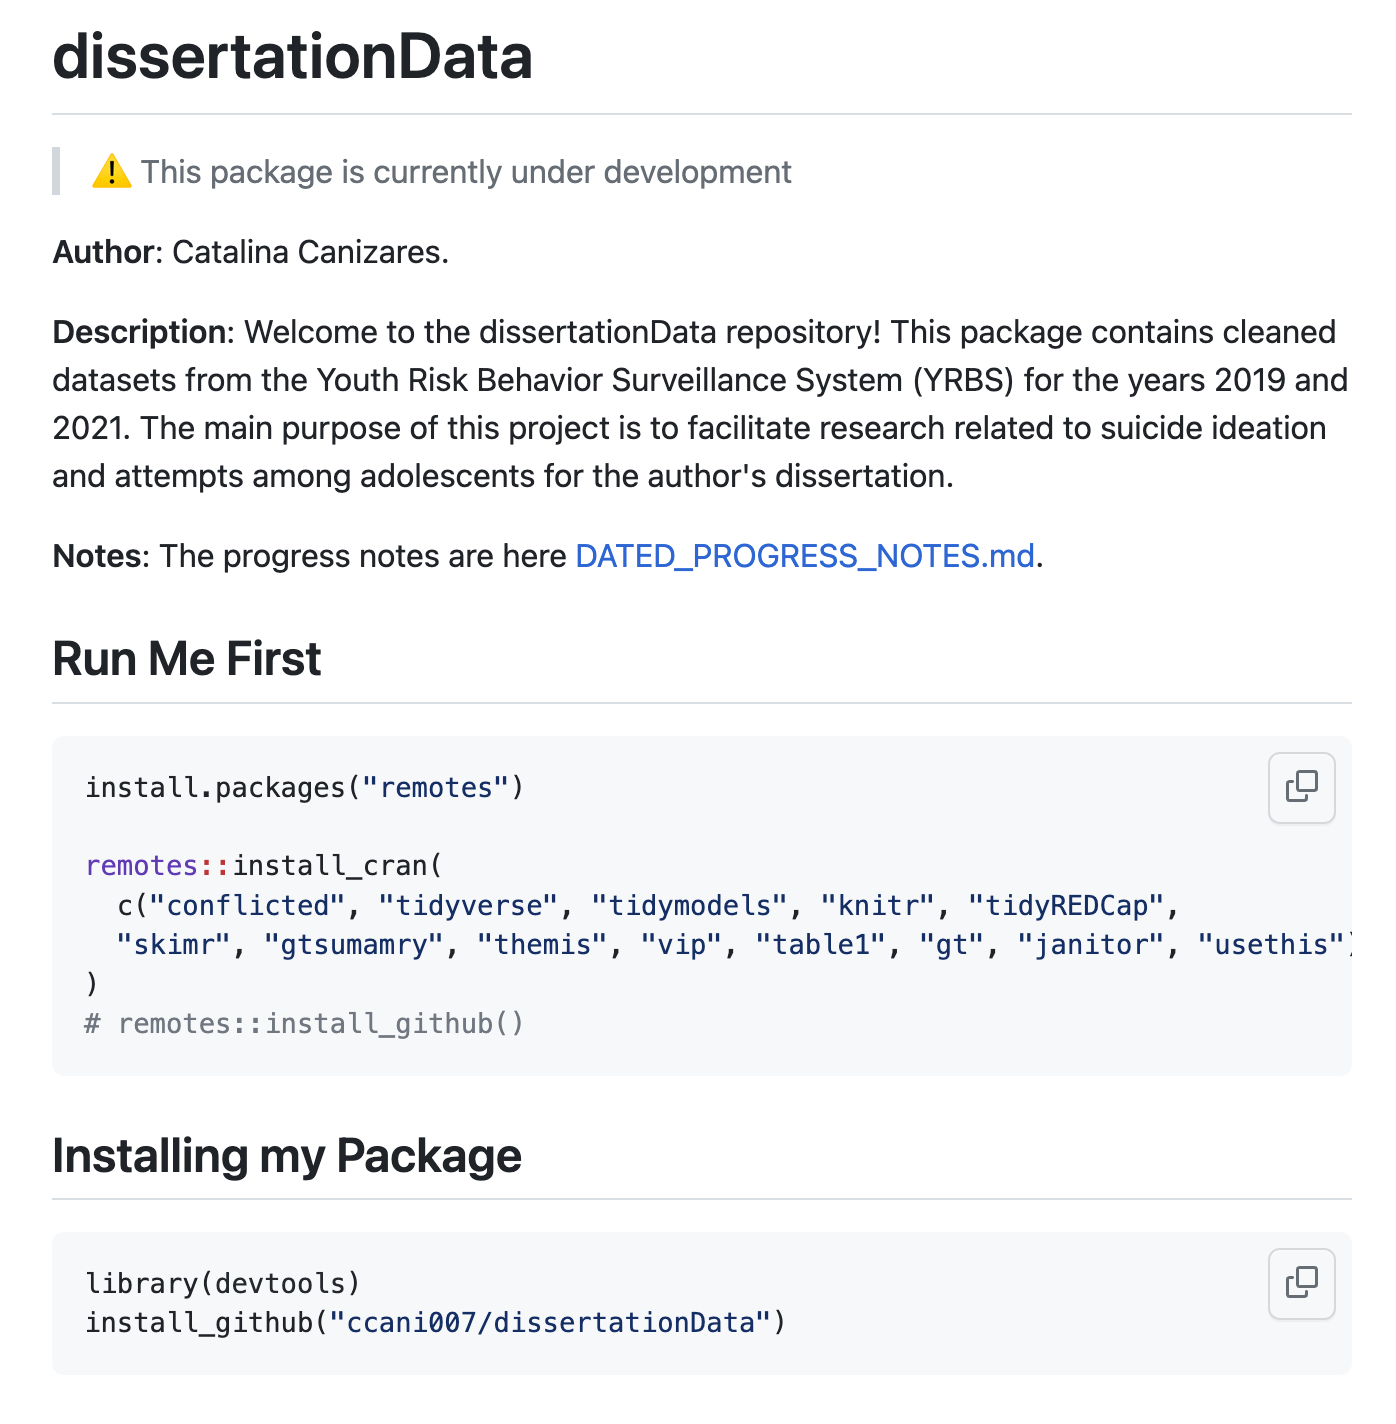 dissertationData
⚠️ This package is currently under development
Author: Catalina Canizares.
Description: Welcome to the dissertationData repository! This package contains cleaned
datasets from the Youth Risk Behavior Surveillance System (YRBS) for the years 2019 and
2021. The main purpose of this project is to facilitate research related to suicide ideation
and attempts among adolescents for the author's dissertation.
Notes: The progress notes are here DATED_PROGRESS_NOTES.md.
Run Me First
install.packages("remotes")
remotes::install_cran(
  c("conflicted", "tidyverse", "tidymodels", "knitr", "tidyREDCap",
  "skimr", "gtsumamry", "themis", "vip", "table1", "gt", "janitor", "usethis")
)
# remotes::install_github()
Installing my Package
library(devtools)
install_github("ccani007/dissertationData")